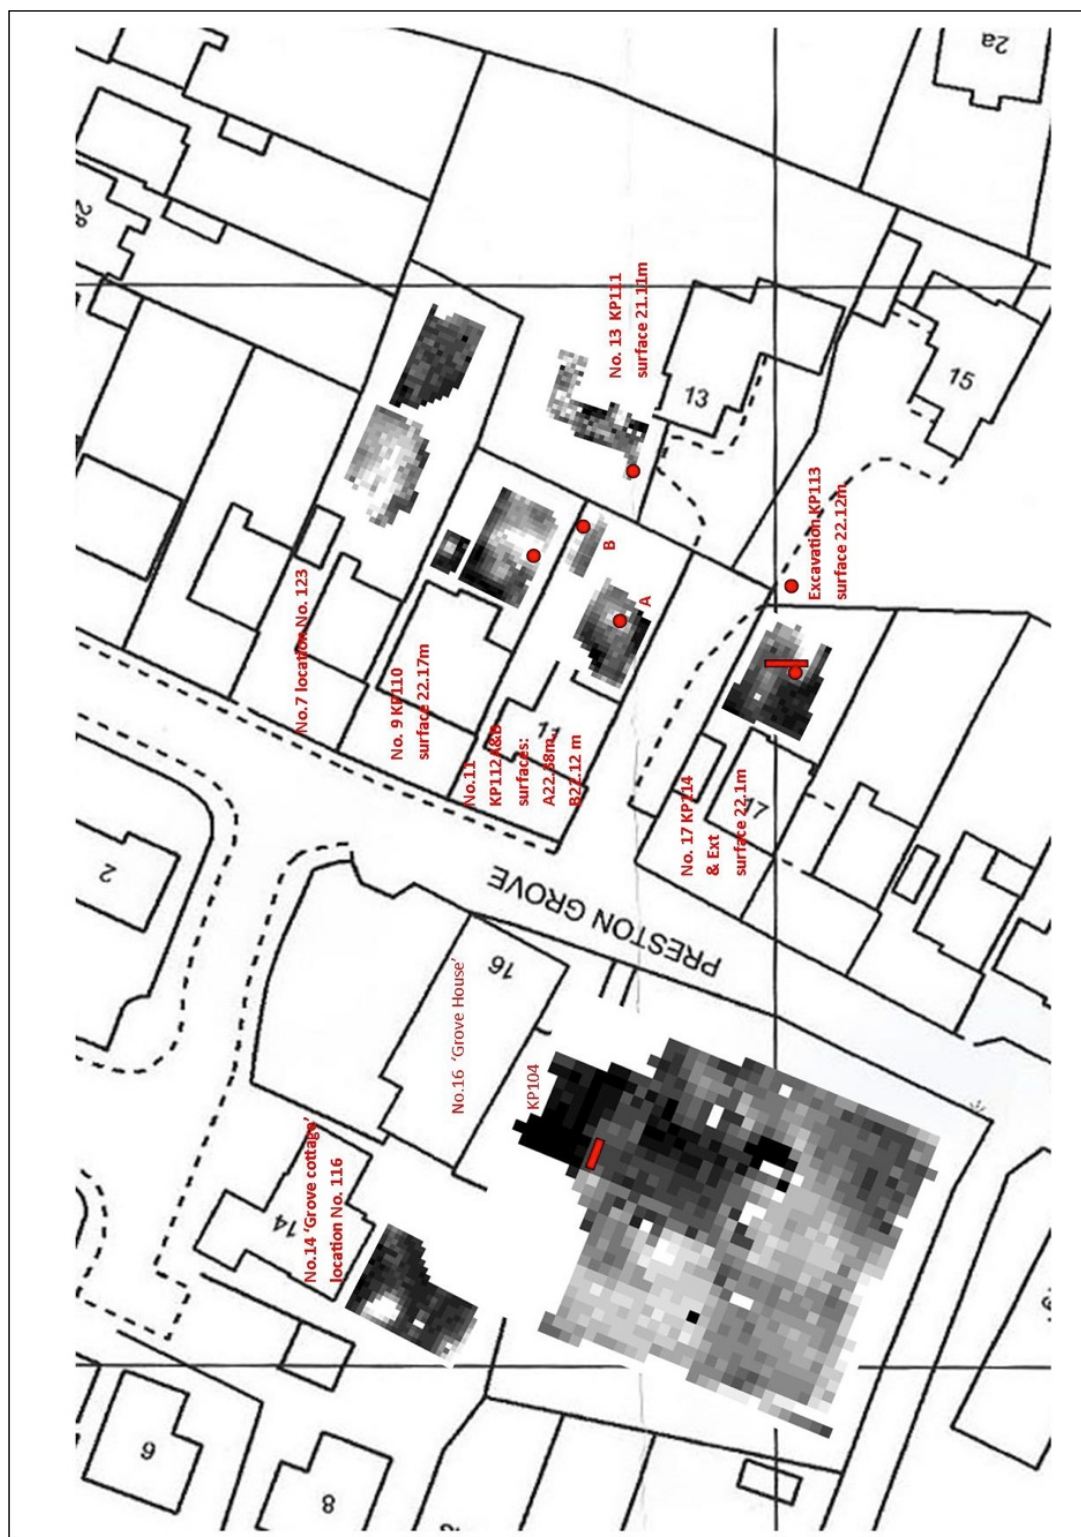 2a
2e
No. 13 KP111
surface 21.11m
13
15
No.7 location No. 123
No. 9 KP110
surface 22.17m
B
A
Excavation KP113
surface 22.12m
11
No.11
KP112A&B
surfaces:
A22.68m,
B22.12 m
17
No. 17 KP114
& Ext
surface 22.1m
2
PRESTON GROVE
16
No.16 ‘Grove House’
KP104
14
No.14 ‘Grove cottage’
location No. 116
6
8